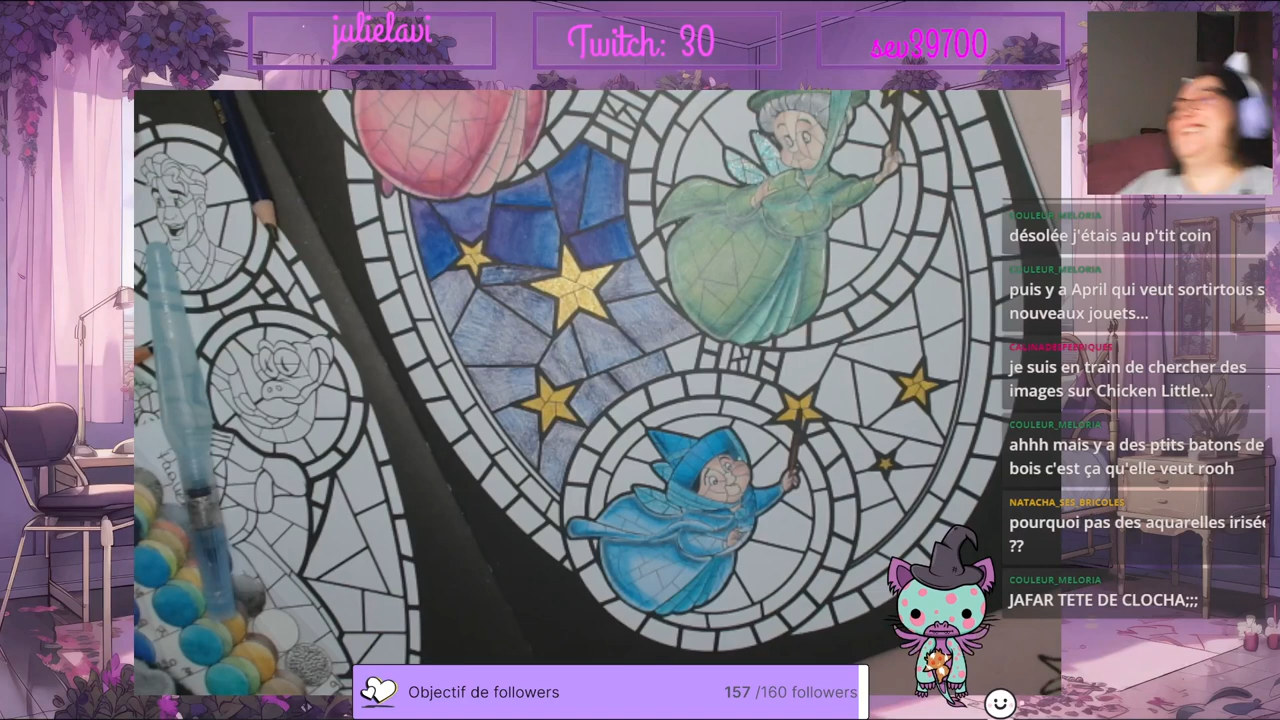 julielavi
Twitch: 30
sev39700
COULEUR_MELORIA
désolée j'étais au p'tit coin
COULEUR_MELORIA
puis y a April qui veut sortirtous s
nouveaux jouets...
CALINADESFEERIQUES
je suis en train de chercher des
images sur Chicken Little...
COULEUR_MELORIA
ahhh mais y a des ptits batons de
bois c'est ça qu'elle veut rooh
NATACHA_SES_BRICOLES
pourquoi pas des aquarelles irisée
??
COULEUR_MELORIA
JAFAR TETE DE CLOCHA;;;
Objectif de followers
157 /160 followers